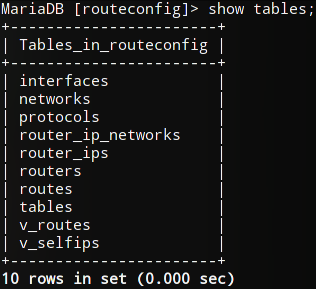 MariaDB [routeconfig]> show tables;
+-----------------------+
| Tables_in_routeconfig |
+-----------------------+
| interfaces            |
| networks              |
| protocols             |
| router_ip_networks    |
| router_ips            |
| routers               |
| routes                |
| tables                |
| v_routes              |
| v_selfips             |
+-----------------------+
10 rows in set (0.000 sec)